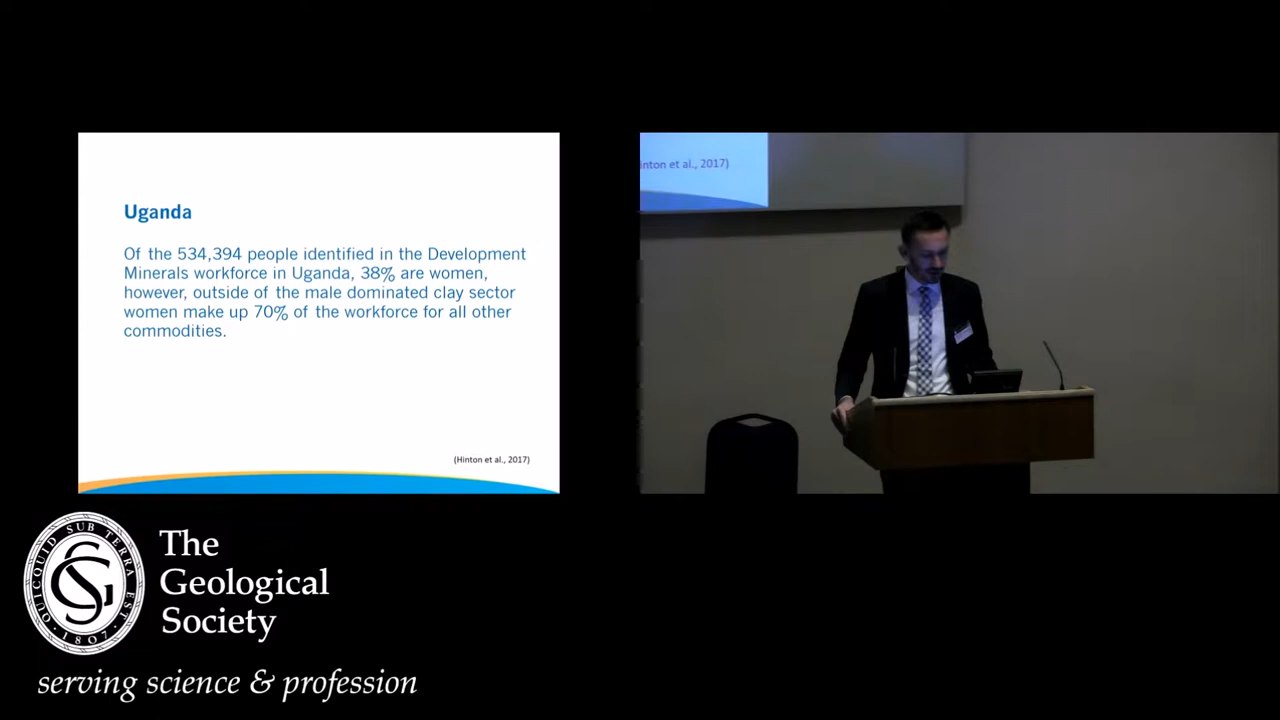 Uganda
Of the 534,394 people identified in the Development
Minerals workforce in Uganda, 38% are women,
however, outside of the male dominated clay sector
women make up 70% of the workforce for all other
commodities.
(Hinton et al., 2017)
inton et al., 2017)
QUICQUID SUB TERRA EST
·1807·
GS
The
Geological
Society
serving science & profession